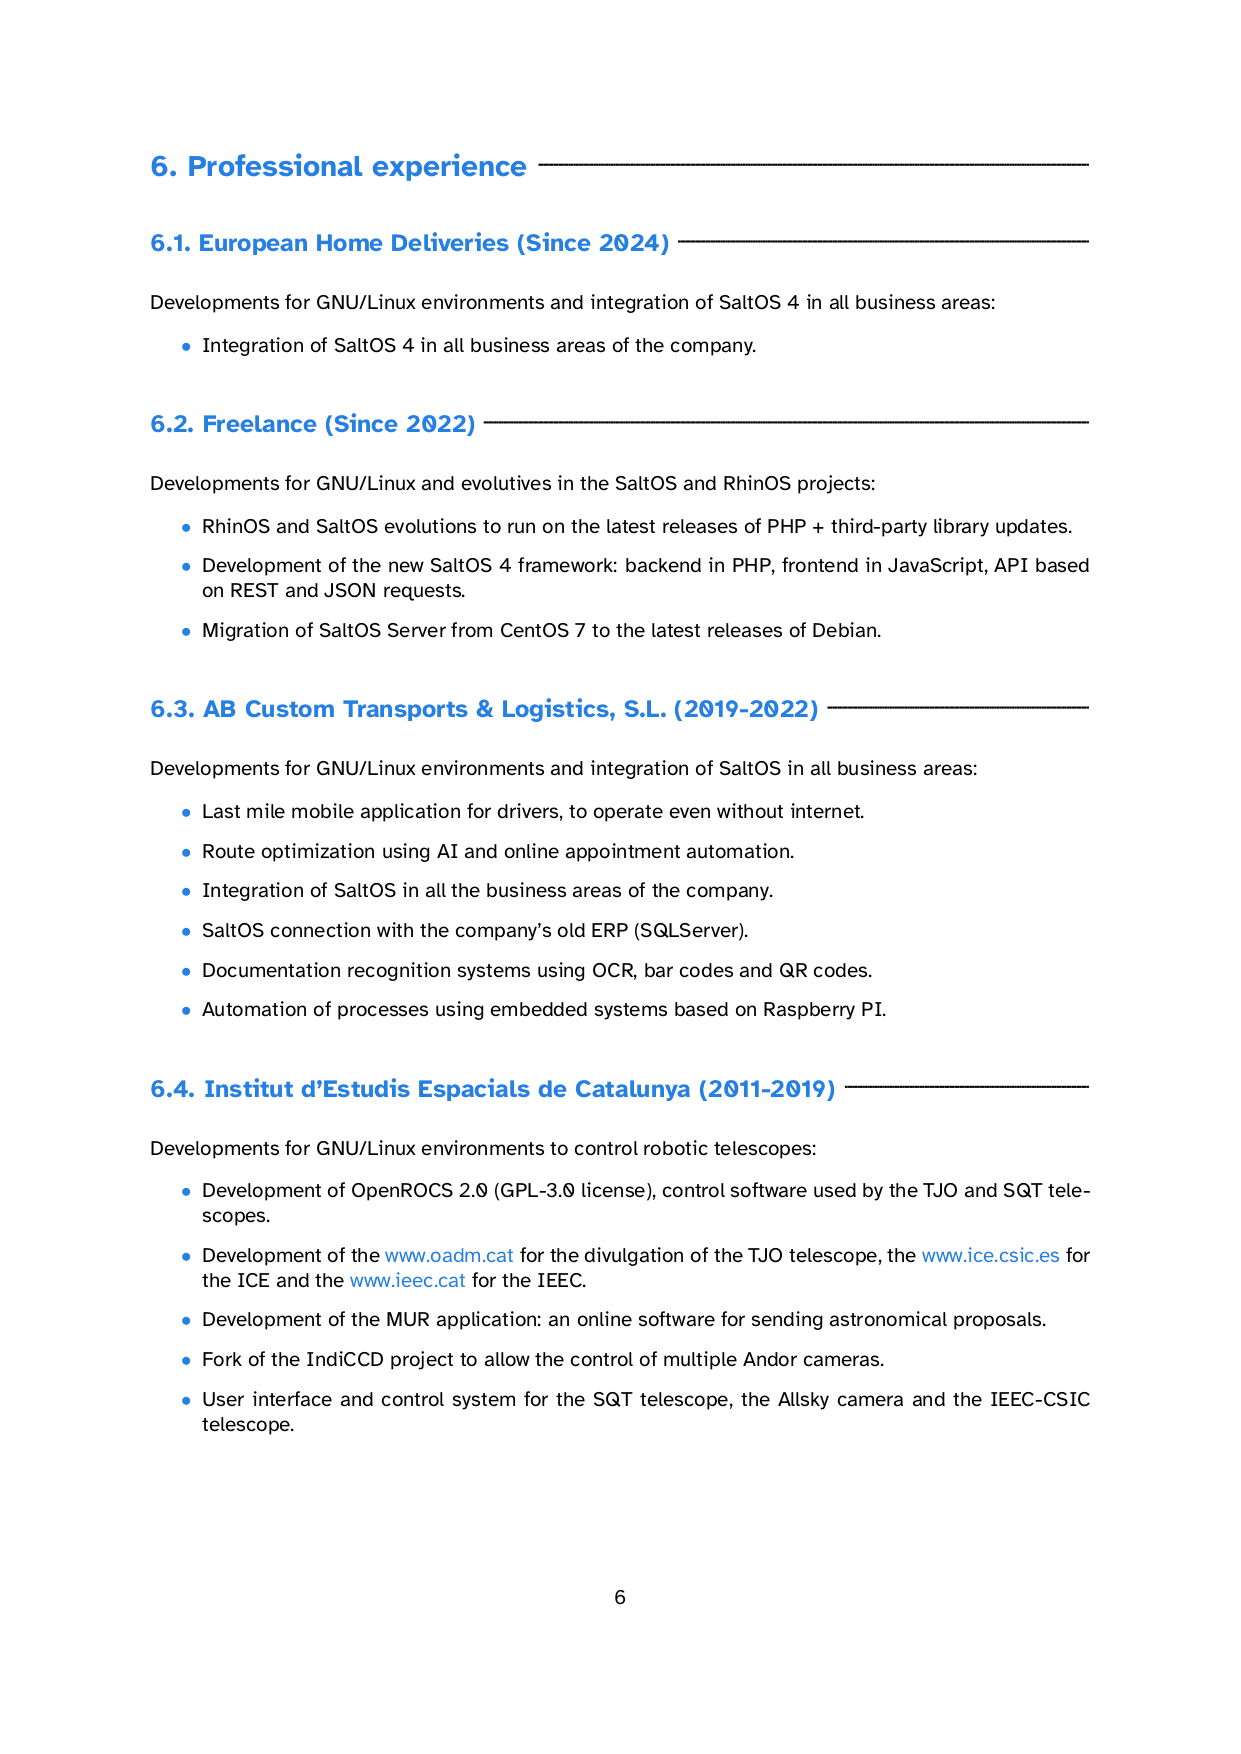 6. Professional experience
6.1. European Home Deliveries (Since 2024)
Developments for GNU/Linux environments and integration of SaltOS 4 in all business areas:
• Integration of SaltOS 4 in all business areas of the company.
6.2. Freelance (Since 2022)
Developments for GNU/Linux and evolutives in the SaltOS and RhinOS projects:
• RhinOS and SaltOS evolutions to run on the latest releases of PHP + third-party library updates.
• Development of the new SaltOS 4 framework: backend in PHP, frontend in JavaScript, API based
on REST and JSON requests.
• Migration of SaltOS Server from CentOS 7 to the latest releases of Debian.
6.3. AB Custom Transports & Logistics, S.L. (2019-2022)
Developments for GNU/Linux environments and integration of SaltOS in all business areas:
• Last mile mobile application for drivers, to operate even without internet.
• Route optimization using AI and online appointment automation.
• Integration of SaltOS in all the business areas of the company.
• SaltOS connection with the company’s old ERP (SQLServer).
• Documentation recognition systems using OCR, bar codes and QR codes.
• Automation of processes using embedded systems based on Raspberry PI.
6.4. Institut d’Estudis Espacials de Catalunya (2011-2019)
Developments for GNU/Linux environments to control robotic telescopes:
• Development of OpenROCS 2.0 (GPL-3.0 license), control software used by the TJO and SQT tele-
scopes.
• Development of the www.oadm.cat for the divulgation of the TJO telescope, the www.ice.csic.es for
the ICE and the www.ieec.cat for the IEEC.
• Development of the MUR application: an online software for sending astronomical proposals.
• Fork of the IndiCCD project to allow the control of multiple Andor cameras.
• User interface and control system for the SQT telescope, the Allsky camera and the IEEC-CSIC
telescope.
6